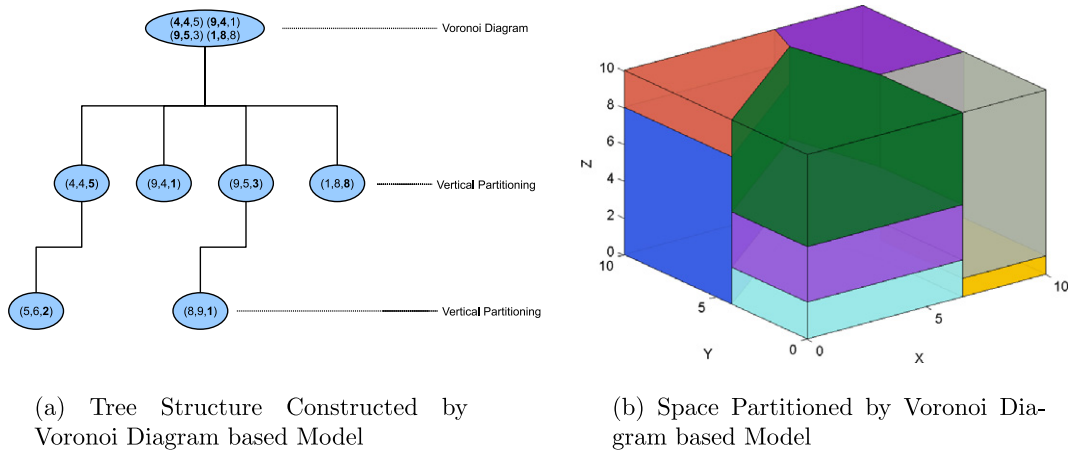 (4,4,5) (9,4,1)
(9,5,3) (1,8,8)
Voronoi Diagram
(4,4,5)
(9,4,1)
(9,5,3)
(1,8,8)
Vertical Partitioning
(5,6,2)
(8,9,1)
Vertical Partitioning
(a) Tree Structure Constructed by
Voronoi Diagram based Model
10
8
6
4
2
0
Z
10
5
0
Y
0
5
10
X
(b) Space Partitioned by Voronoi Dia-
gram based Model